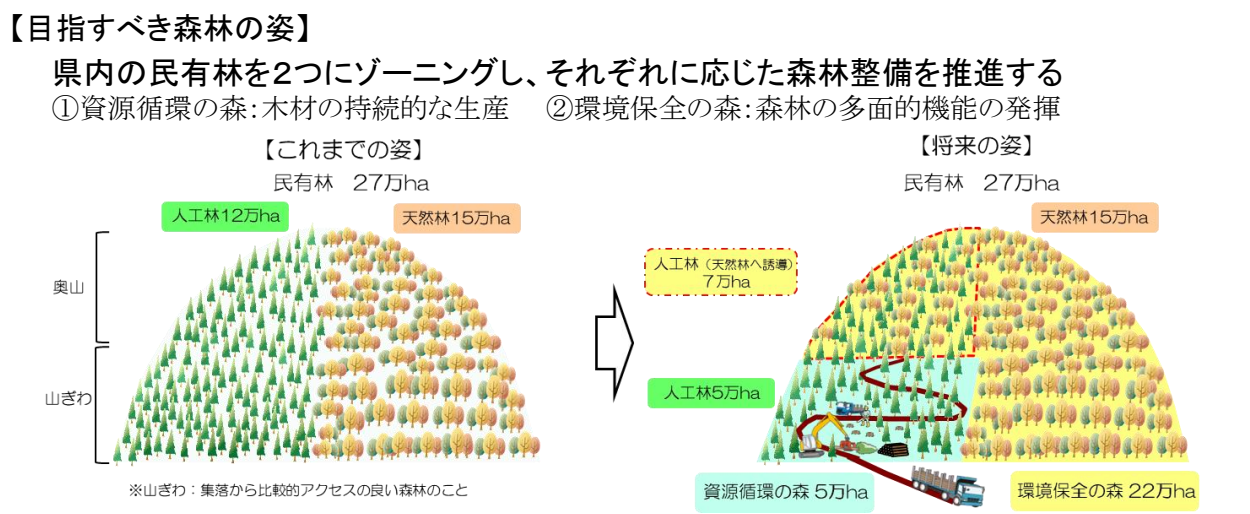 【目指すべき森林の姿】
県内の民有林を２つにゾーニングし、それぞれに応じた森林整備を推進する
①資源循環の森：木材の持続的な生産　②環境保全の森：森林の多面的機能の発揮
【これまでの姿】
民有林　27万ha
人工林12万ha
天然林15万ha
奥山
山ぎわ
※山ぎわ：集落から比較的アクセスの良い森林のこと
【将来の姿】
民有林　27万ha
天然林15万ha
人工林（天然林へ誘導）
7万ha
人工林5万ha
資源循環の森 5万ha
環境保全の森 22万ha